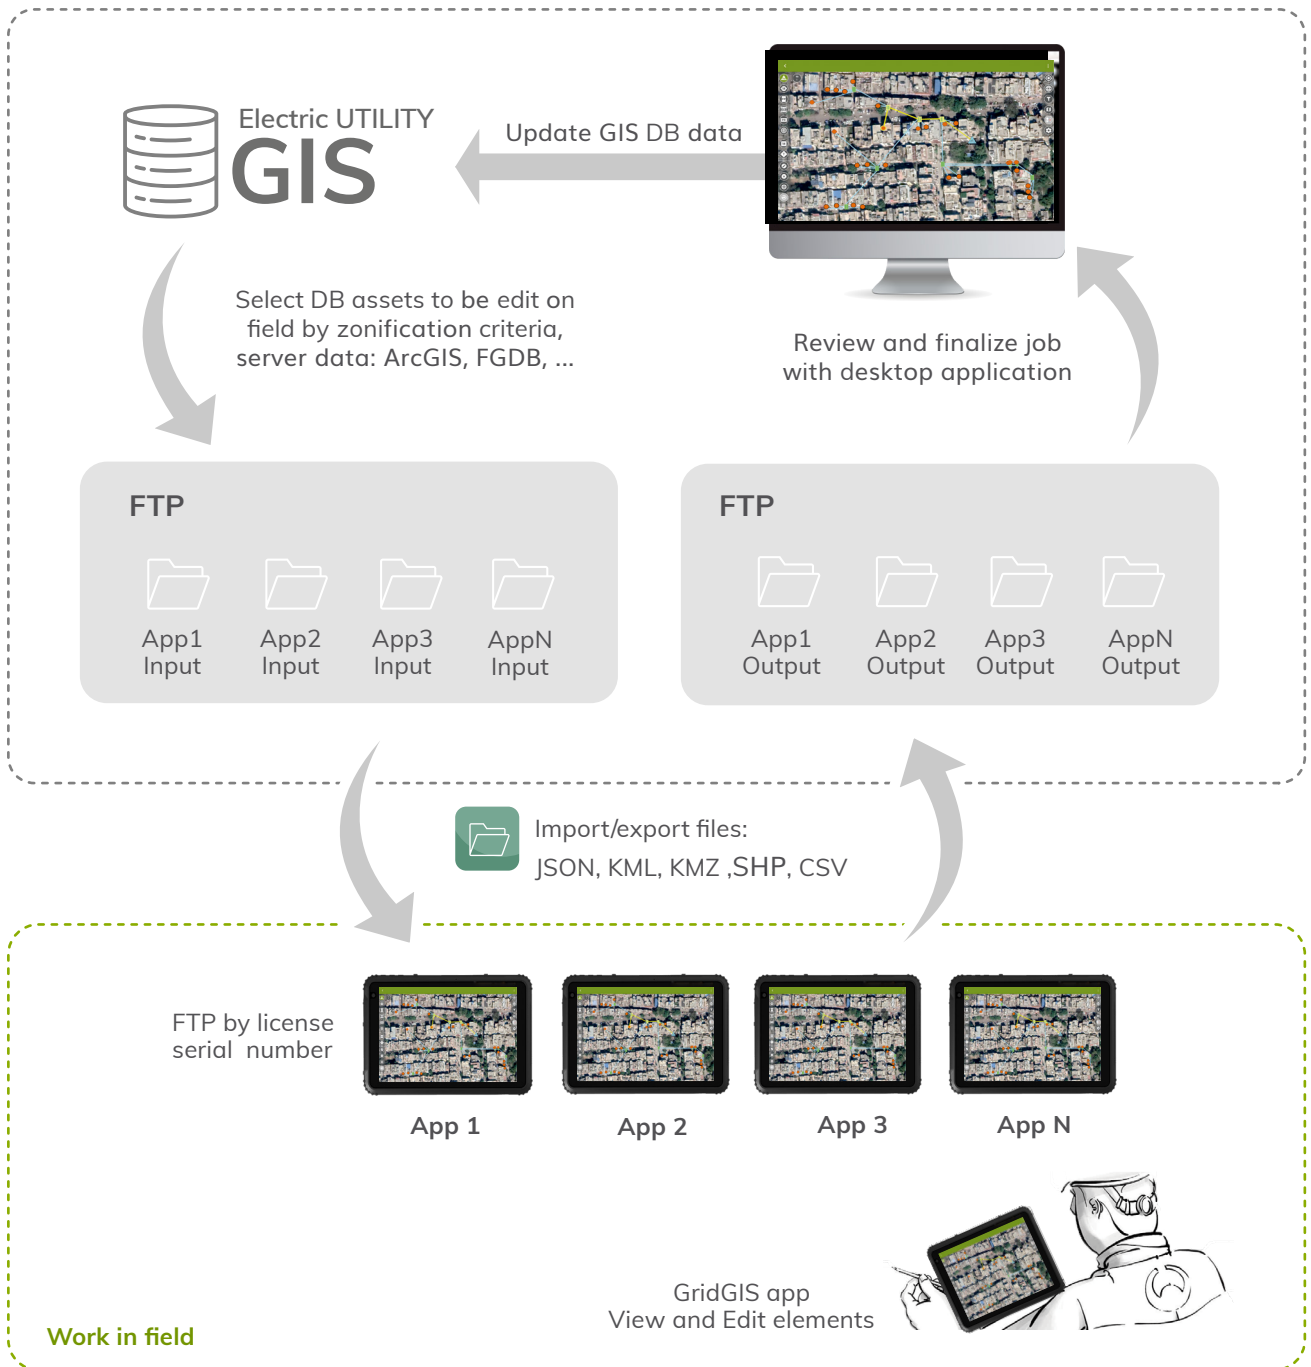 Electric UTILITY
GIS
Update GIS DB data
Select DB assets to be edit on
field by zonification criteria,
server data: ArcGIS, FGDB, ...
Review and finalize job
with desktop application
FTP
App1
Input
App2
Input
App3
Input
AppN
Input
FTP
App1
Output
App2
Output
App3
Output
AppN
Output
Import/export files:
JSON, KML, KMZ ,SHP, CSV
FTP by license
serial number
App 1
App 2
App 3
App N
GridGIS app
View and Edit elements
Work in field